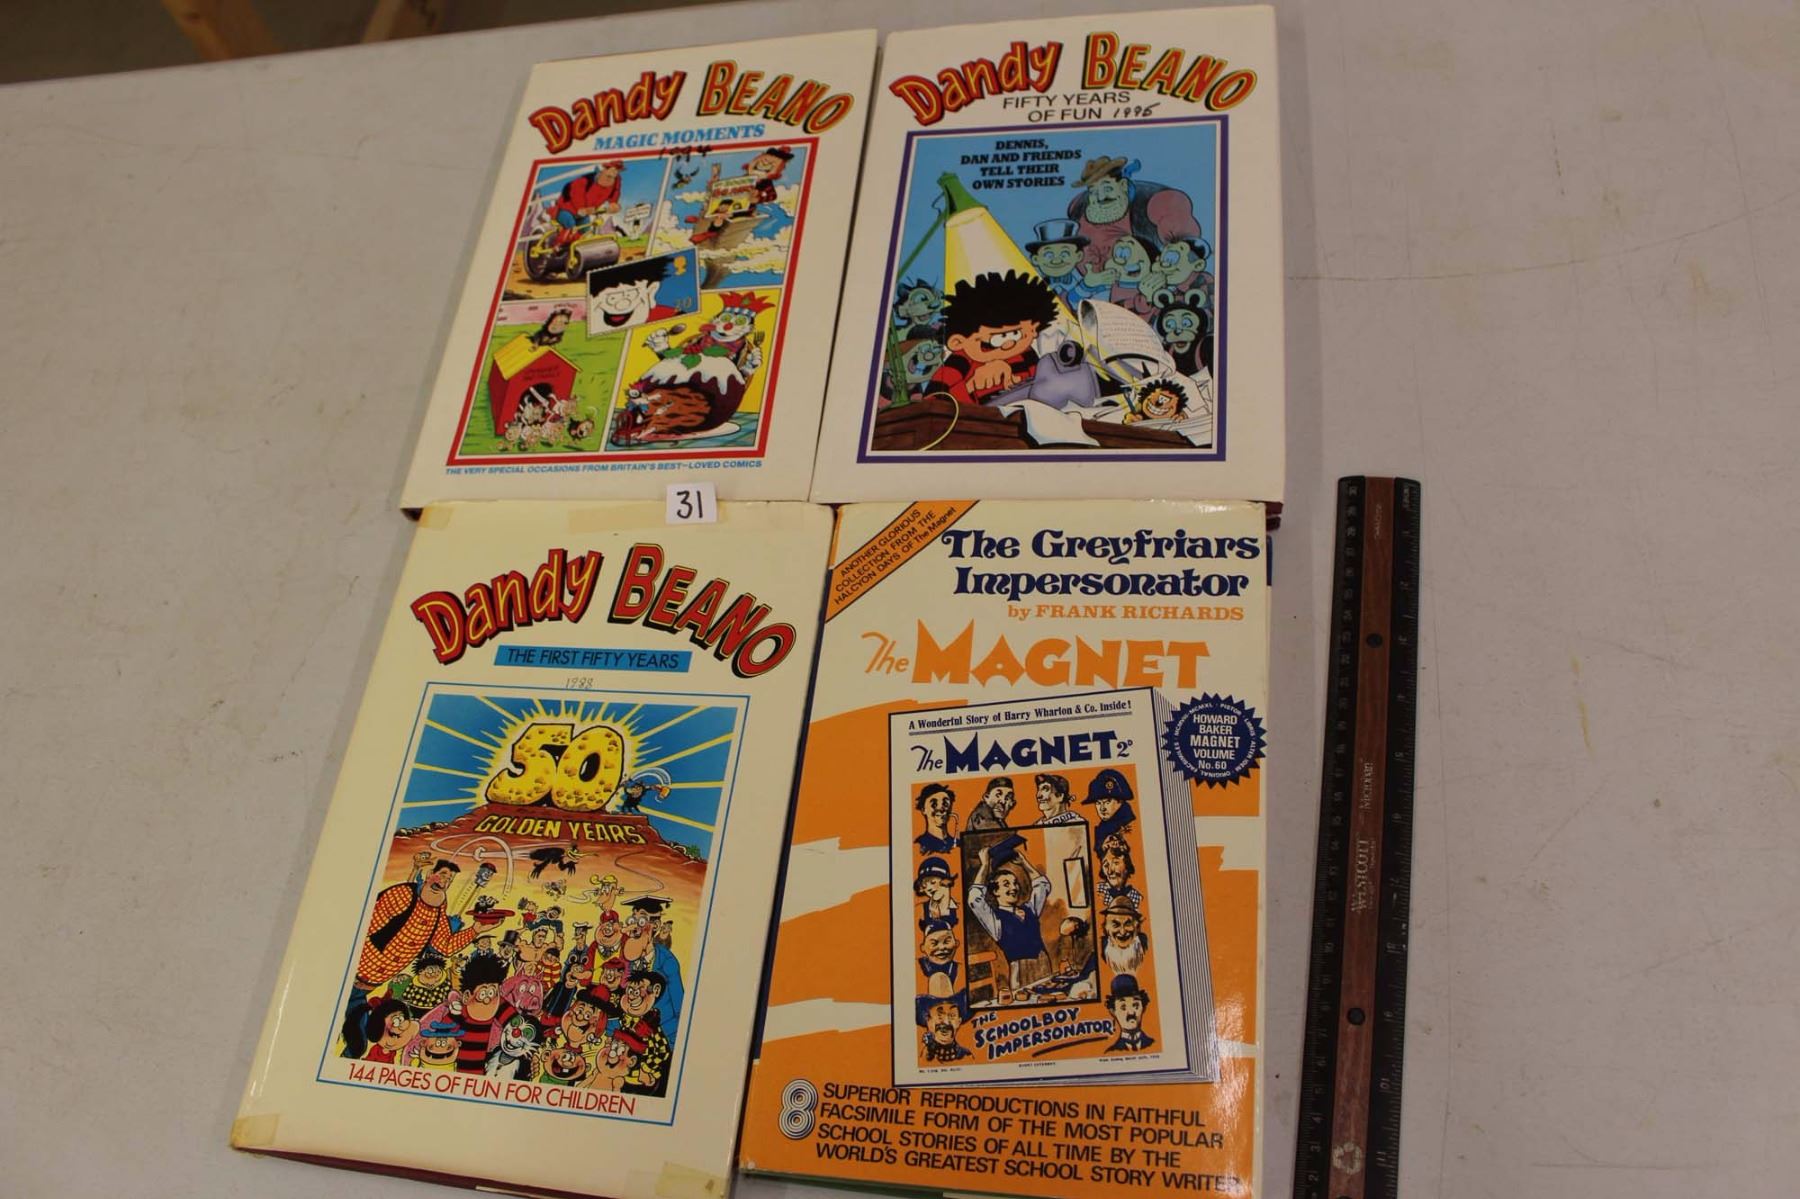 Dandy BEANO
MAGIC MOMENTS
1994
THE VERY SPECIAL OCCASIONS FROM BRITAIN'S BEST-LOVED COMICS
Dandy BEANO
FIFTY YEARS
OF FUN 1996
DENNIS,
DAN AND FRIENDS
TELL THEIR
OWN STORIES
31
Dandy BEANO
THE FIRST FIFTY YEARS
1988
50
GOLDEN YEARS
144 PAGES OF FUN FOR CHILDREN
ANOTHER GLORIOUS
COLLECTION FROM THE
HALCYON DAYS OF The Magnet
The Greyfriars
Impersonator
by FRANK RICHARDS
The MAGNET
HOWARD
BAKER
MAGNET
VOLUME
No.60
A Wonderful Story of Harry Wharton & Co. Inside!
The MAGNET 2D
THE
SCHOOLBOY
IMPERSONATOR!
8 SUPERIOR REPRODUCTIONS IN FAITHFUL
FACSIMILE FORM OF THE MOST POPULAR
SCHOOL STORIES OF ALL TIME BY THE
WORLD'S GREATEST SCHOOL STORY WRITER